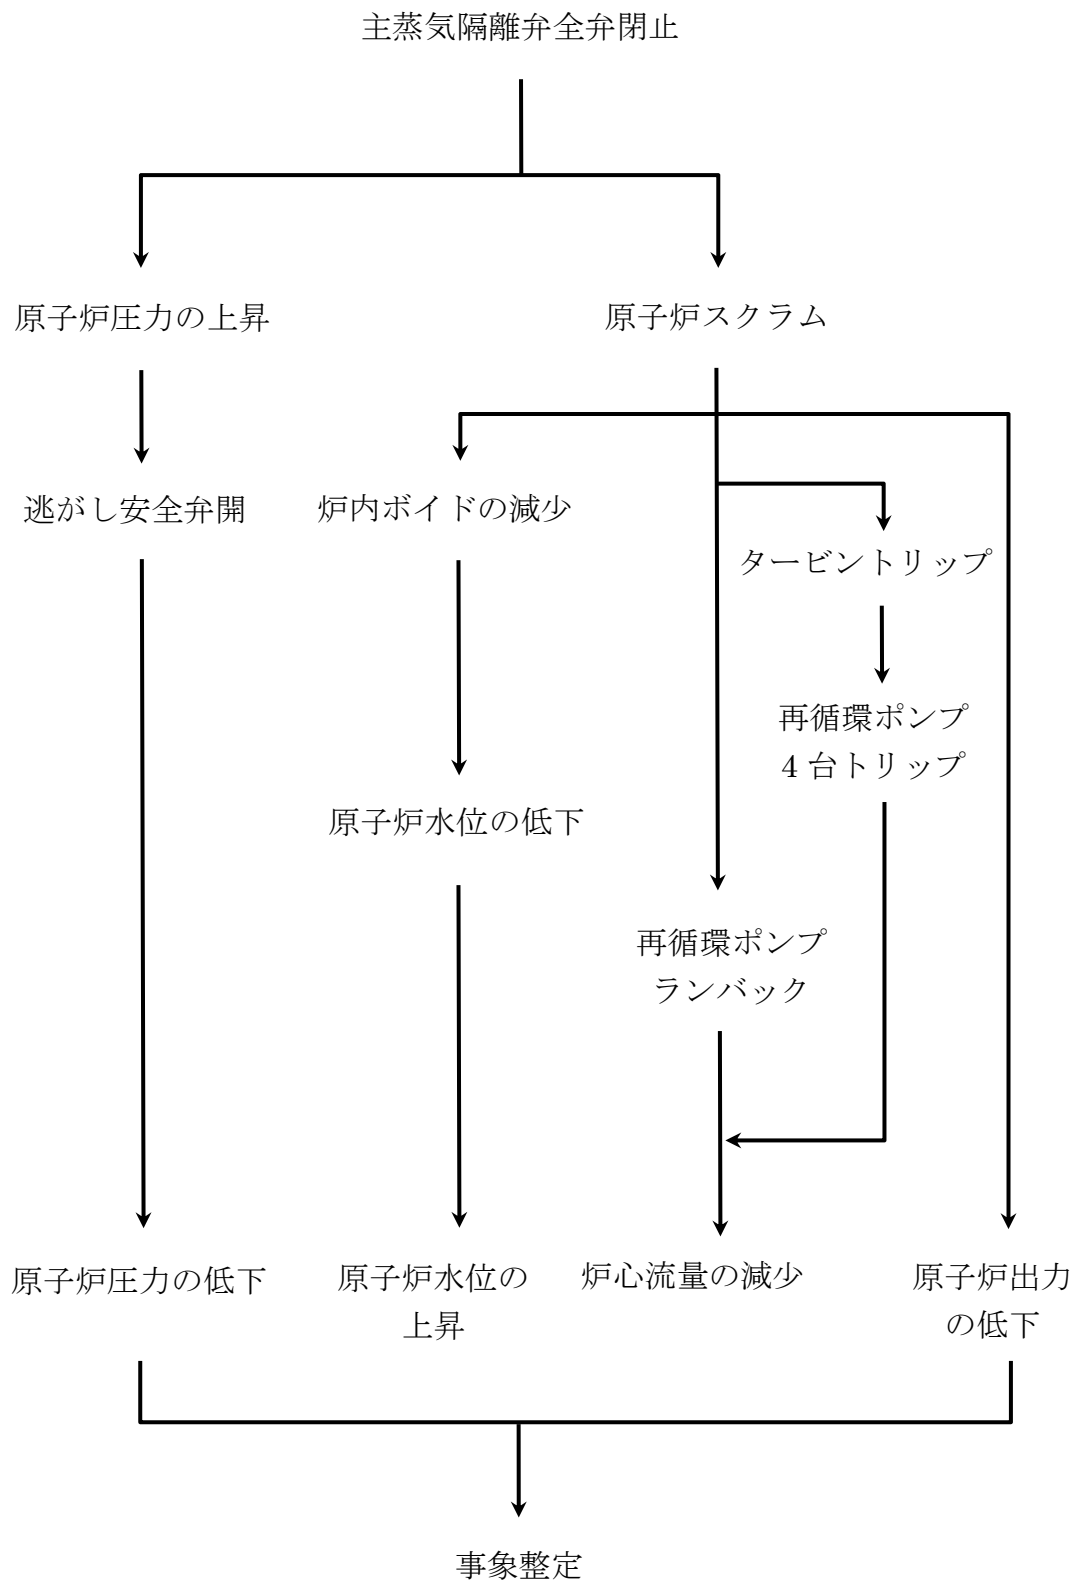 主蒸気隔離弁全弁閉止
原子炉圧力の上昇
原子炉スクラム
逃がし安全弁開
炉内ボイドの減少
タービントリップ
再循環ポンプ
4 台トリップ
原子炉水位の低下
再循環ポンプ
ランバック
原子炉圧力の低下
原子炉水位の
上昇
炉心流量の減少
原子炉出力
の低下
事象整定